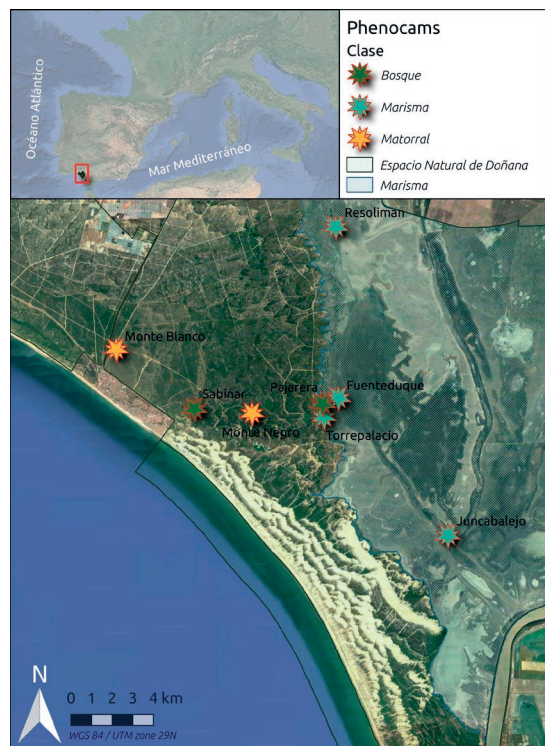 Océano Atlántico
Mar Mediterráneo
Phenocams
Clase
Bosque
Marisma
Matorral
Espacio Natural de Doñana
Marisma
Resoliman
Monte Blanco
Sabinar
Pajarera
Fuenteduque
Monte Negro
Torrepalacio
Juncabalejo
N
0 1 2 3 4 km
WGS 84 / UTM zone 29N